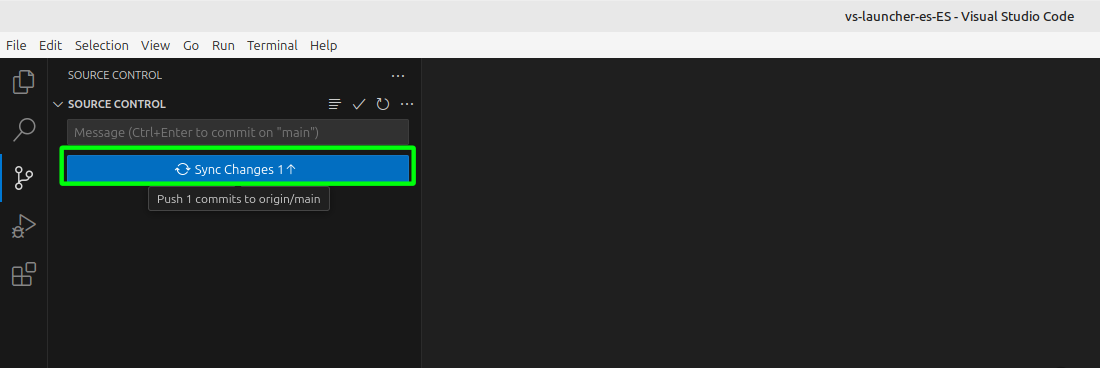 vs-launcher-es-ES - Visual Studio Code
File Edit Selection View Go Run Terminal Help
SOURCE CONTROL
SOURCE CONTROL
Message (Ctrl+Enter to commit on "main")
Sync Changes 1↑
Push 1 commits to origin/main